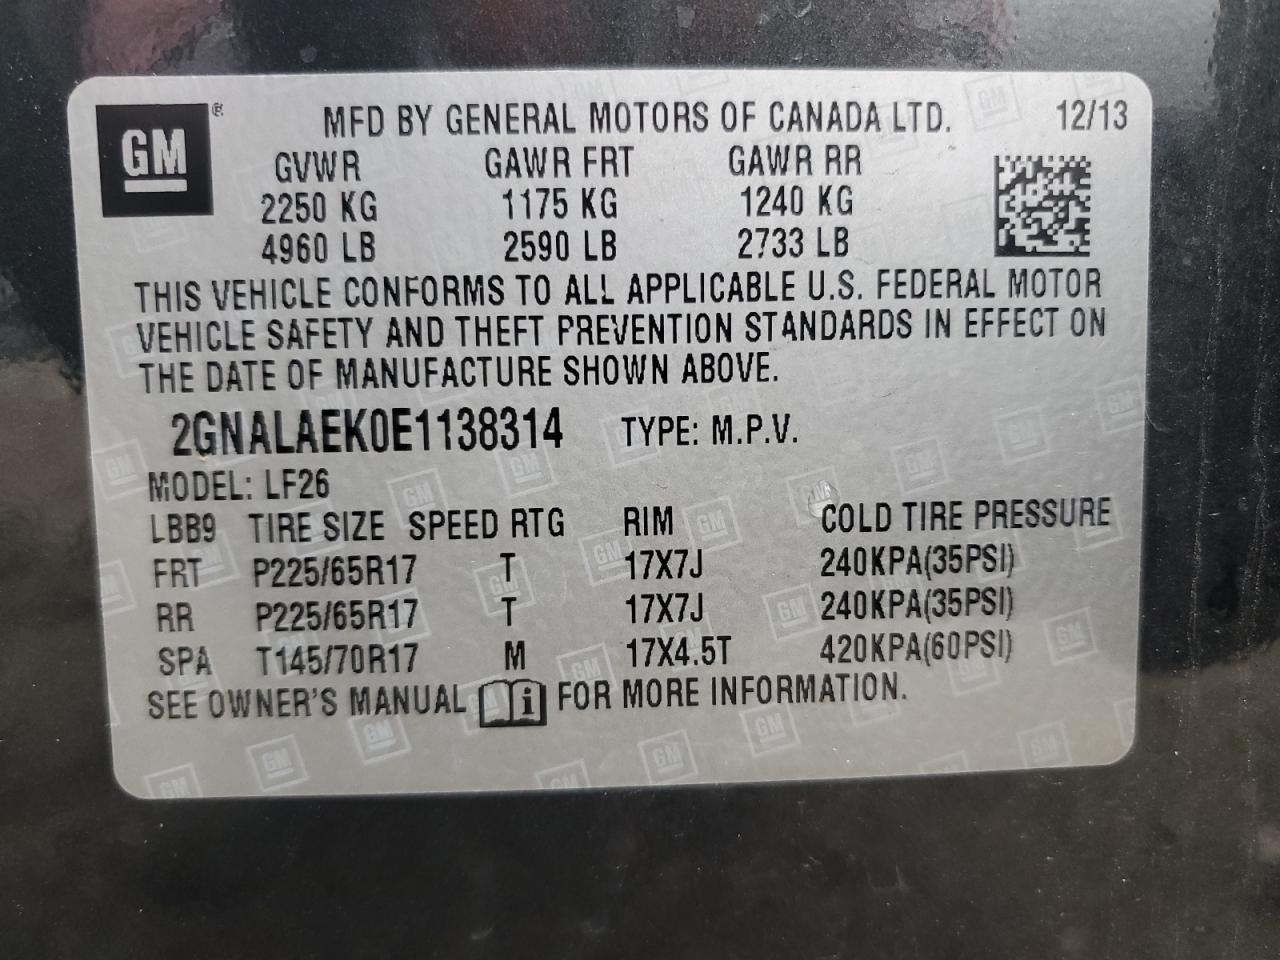 GM ® MFD BY GENERAL MOTORS OF CANADA LTD. 12/13
GVWR GAWR FRT GAWR RR
2250 KG 1175 KG 1240 KG
4960 LB 2590 LB 2733 LB
THIS VEHICLE CONFORMS TO ALL APPLICABLE U.S. FEDERAL MOTOR
VEHICLE SAFETY AND THEFT PREVENTION STANDARDS IN EFFECT ON
THE DATE OF MANUFACTURE SHOWN ABOVE.
2GNALAEK0E1138314 TYPE: M.P.V.
MODEL: LF26
LBB9 TIRE SIZE SPEED RTG RIM COLD TIRE PRESSURE
FRT P225/65R17 T 17X7J 240KPA(35PSI)
RR P225/65R17 T 17X7J 240KPA(35PSI)
SPA T145/70R17 M 17X4.5T 420KPA(60PSI)
SEE OWNER'S MANUAL i FOR MORE INFORMATION.